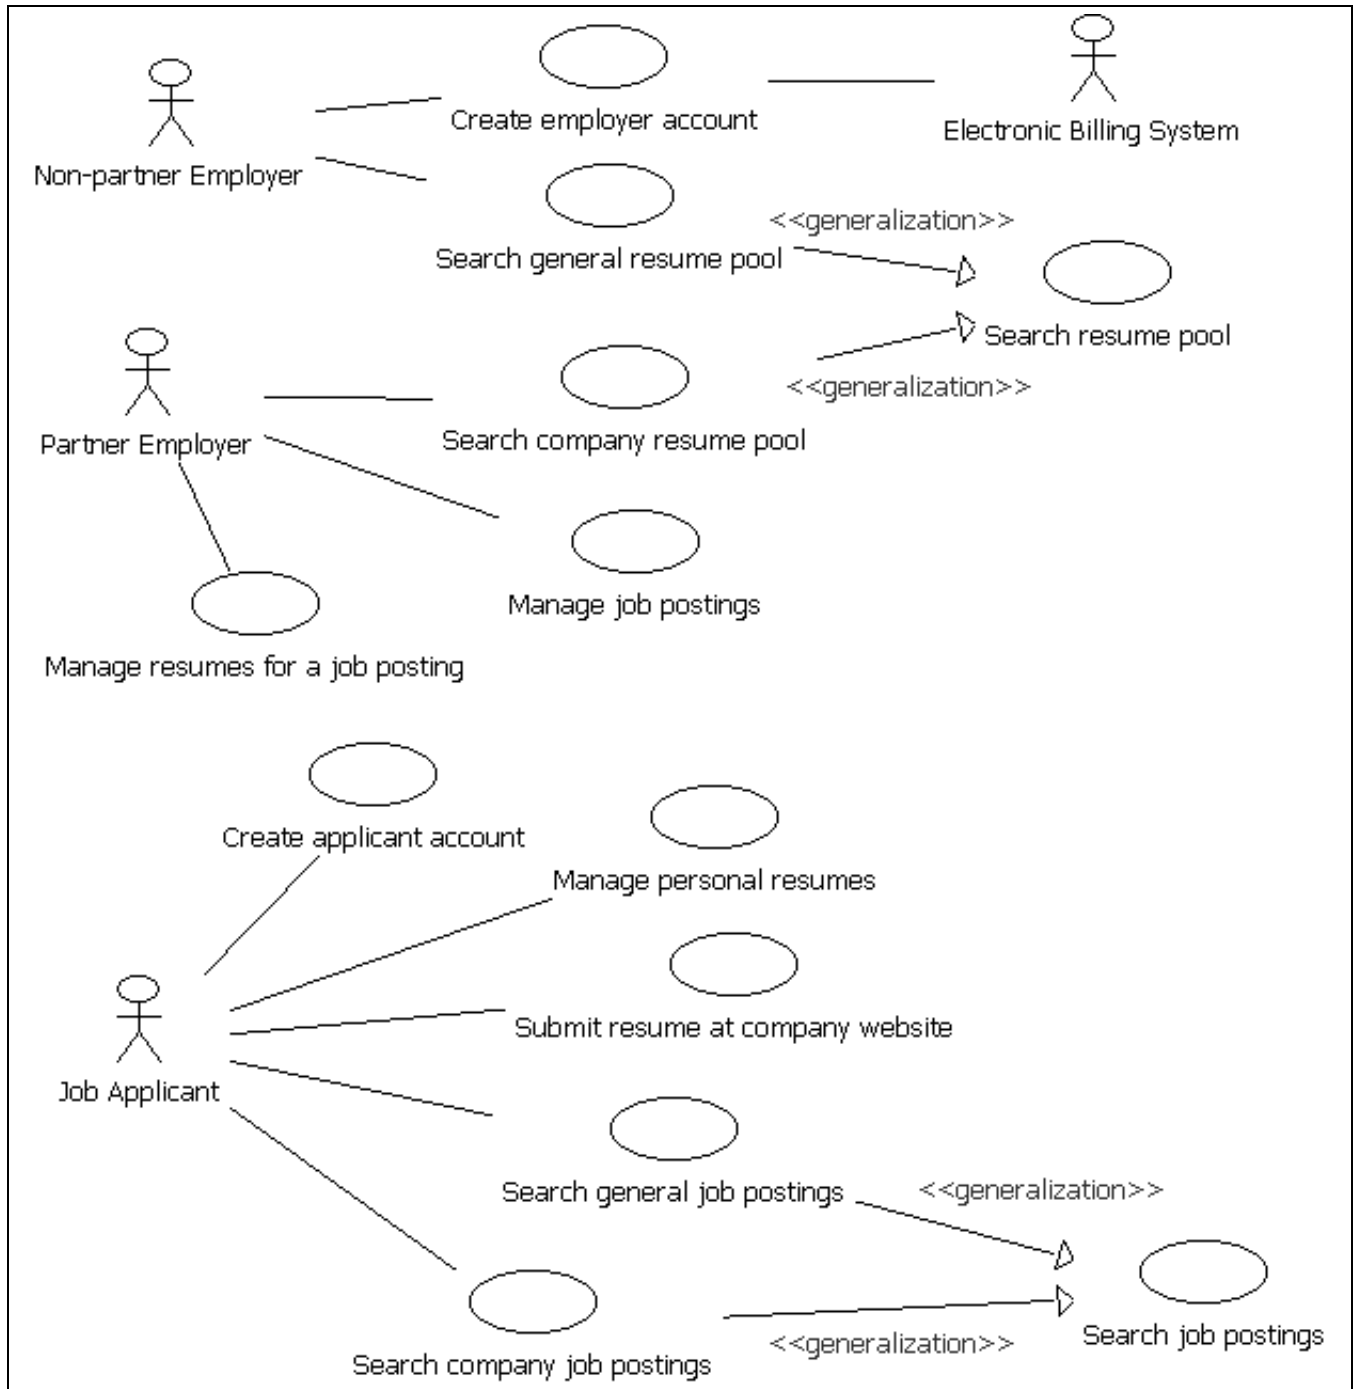 Create employer account
Electronic Billing System
Non-partner Employer
<<generalization>>
Search general resume pool
Search resume pool
<<generalization>>
Partner Employer
Search company resume pool
Manage job postings
Manage resumes for a job posting
Create applicant account
Manage personal resumes
Submit resume at company website
Job Applicant
Search general job postings
<<generalization>>
Search job postings
<<generalization>>
Search company job postings